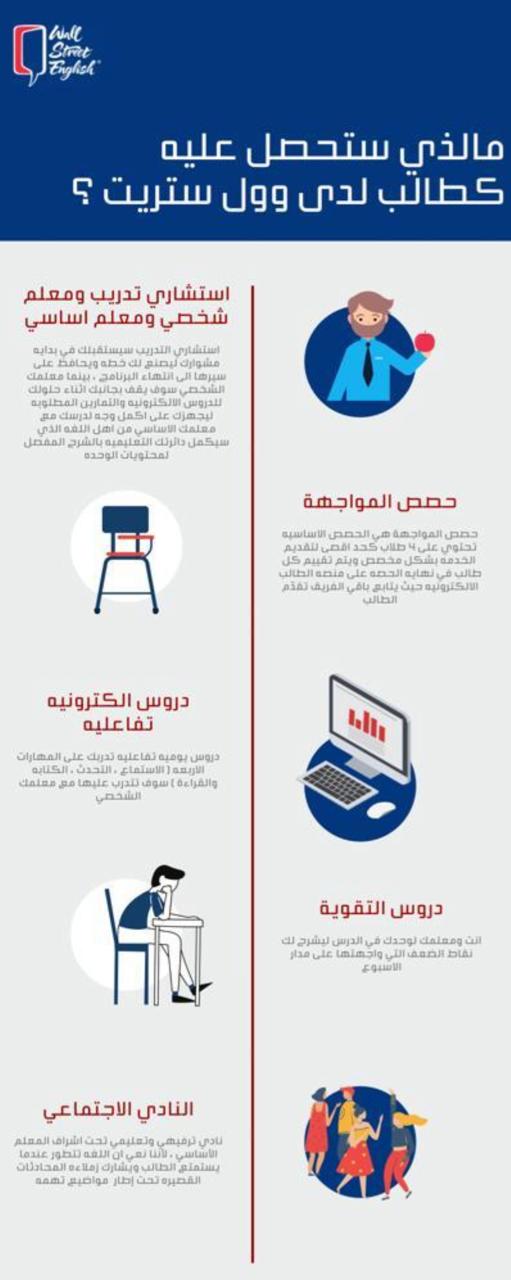 Wall
Street
English
مالذي ستحصل عليه
كطالب لدى وول ستريت ؟
استشاري تدريب ومعلم
شخصي ومعلم اساسي
استشاري التدريب سيستقبلك في بدايه
مشوارك ليصنع لك خطه ويحافظ على
سيرها الى انتهاء البرنامج ، بينما معلمك
الشخصي سوف يقف بجانبك اثناء حلولك
للدروس الالكترونيه والتمارين المطلوبه
ليجهزك على اكمل وجه لدرسك مع
معلمك الاساسي من اهل اللغه الذي
سيكمل دائرتك التعليميه بالشرح المفصل
لمحتويات الوحده
حصص المواجهة
حصص المواجهة هي الحصص الاساسيه
تحتوي على 4 طلاب كحد اقصى لتقديم
الخدمه بشكل مخصص ويتم تقييم كل
طالب في نهايه الحصه على منصه الطالب
الالكترونيه حيث يتابع باقي الفريق تقدّم
الطالب
دروس الكترونيه
تفاعليه
دروس يوميه تفاعليه تدربك على المهارات
الاربعه ( الاستماع ، التحدث ، الكتابه
والقراءة ) سوف تتدرب عليها مع معلمك
الشخصي
دروس التقوية
انت ومعلمك لوحدك في الدرس ليشرح لك
نقاط الضعف التي واجهتها على مدار
الاسبوع
النادي الاجتماعي
نادي ترفيهي وتعليمي تحت اشراف المعلم
الأساسي ، لأننا نعي ان اللغه تتطور عندما
يستمتع الطالب ويشارك زملاءه المحادثات
القصيره تحت إطار مواضيع تهمه